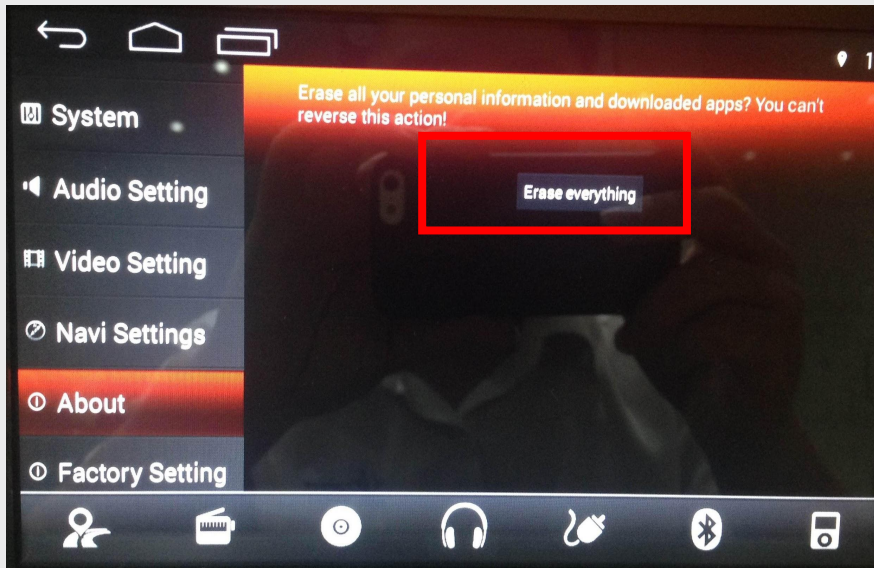 Erase all your personal information and downloaded apps? You can't
reverse this action!
Erase everything
System
Audio Setting
Video Setting
Navi Settings
About
Factory Setting